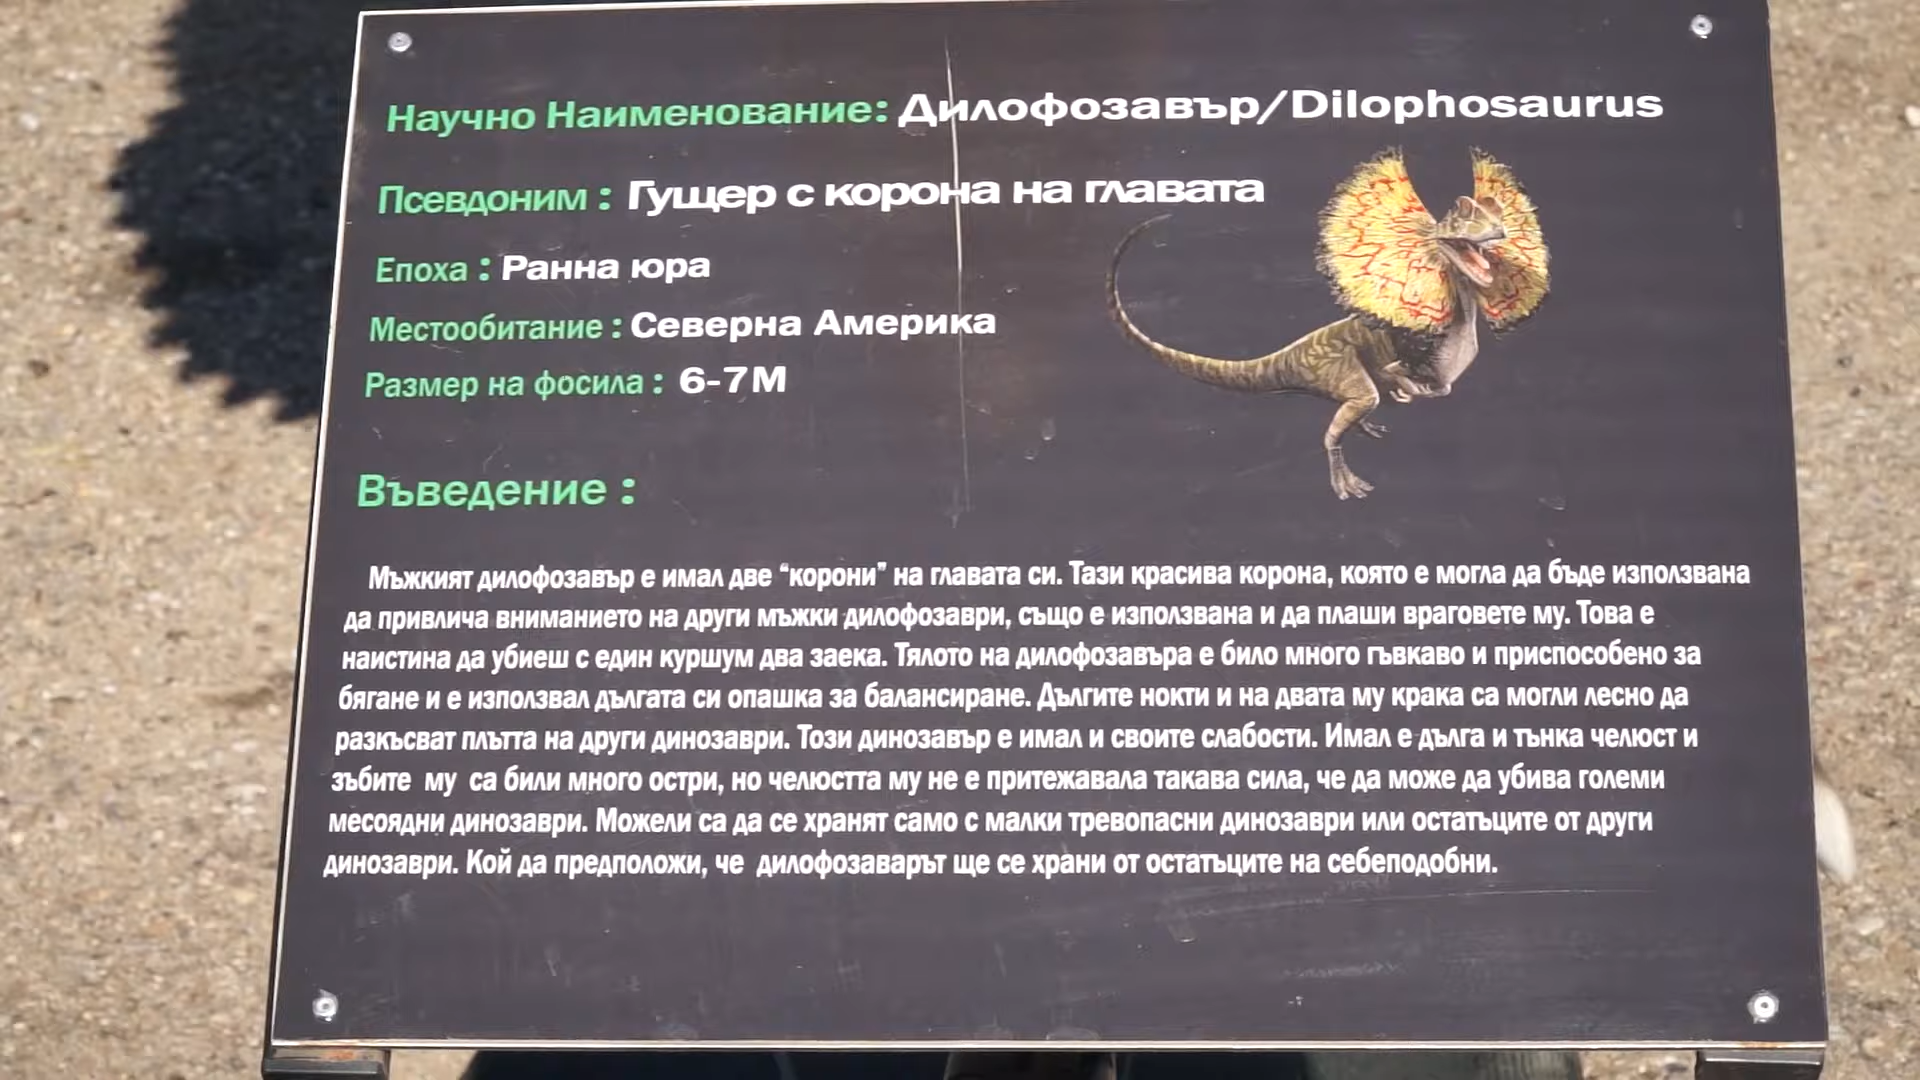 Научно Наименование: Дилофозавър/Dilophosaurus
Псевдоним : Гущер с корона на главата
Епоха : Ранна юра
Местообитание : Северна Америка
Размер на фосила : 6-7М
Въведение :
Мъжкият дилофозавър е имал две “корони” на главата си. Тази красива корона, която е могла да бъде използвана
да привлича вниманието на други мъжки дилофозаври, също е използвана и да плаши враговете му. Това е
наистина да убиеш с един куршум два заека. Тялото на дилофозавъра е било много гъвкаво и приспособено за
бягане и е използвал дългата си опашка за балансиране. Дългите нокти и на двата му крака са могли лесно да
разкъсват плътта на други динозаври. Този динозавър е имал и своите слабости. Имал е дълга и тънка челюст и
зъбите му са били много остри, но челюстта му не е притежавала такава сила, че да може да убива големи
месоядни динозаври. Можели са да се хранят само с малки тревопасни динозаври или остатъците от други
динозаври. Кой да предположи, че дилофозаварът ще се храни от остатъците на себеподобни.